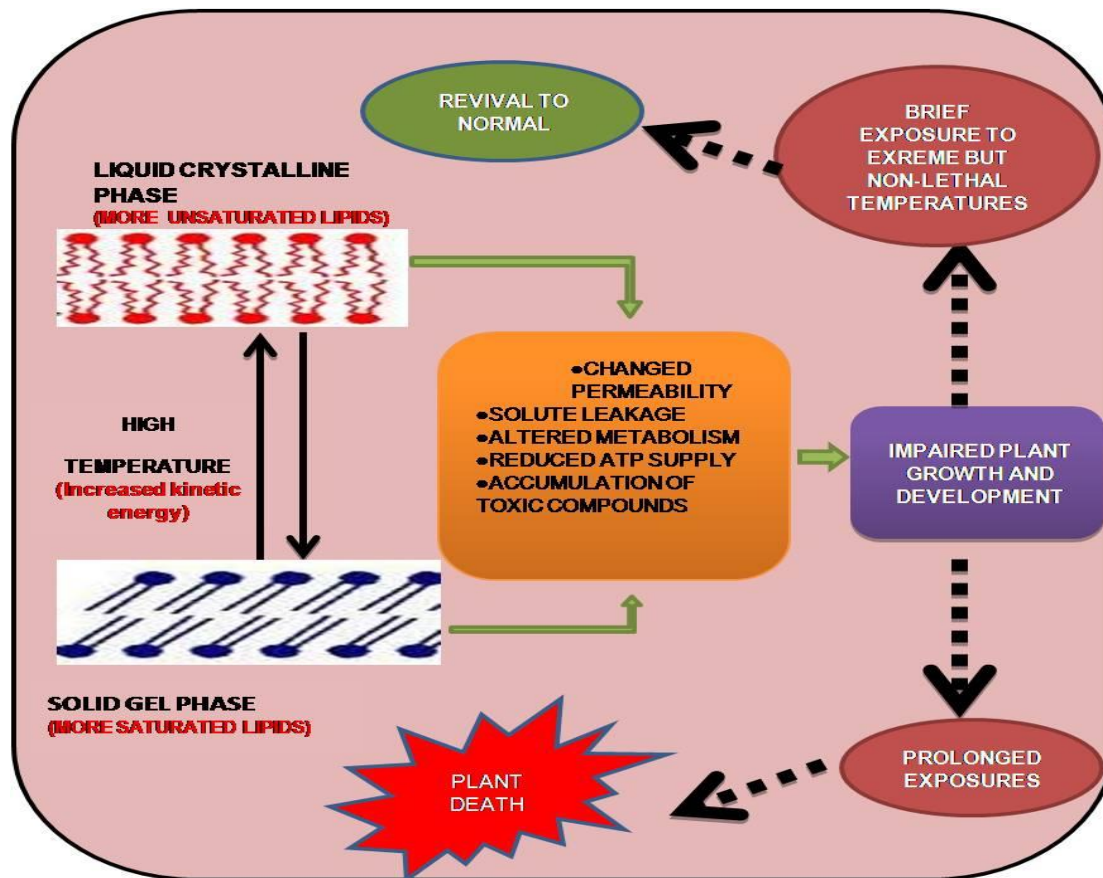 REVIVAL TO
NORMAL
BRIEF
EXPOSURE TO
EXREME BUT
NON-LETHAL
TEMPERATURES
LIQUID CRYSTALLINE
PHASE
(MORE UNSATURATED LIPIDS)
•CHANGED
PERMEABILITY
•SOLUTE LEAKAGE
•ALTERED METABOLISM
•REDUCED ATP SUPPLY
•ACCUMULATION OF
TOXIC COMPOUNDS
HIGH
TEMPERATURE
(Increased kinetic
energy)
IMPAIRED PLANT
GROWTH AND
DEVELOPMENT
SOLID GEL PHASE
(MORE SATURATED LIPIDS)
PLANT
DEATH
PROLONGED
EXPOSURES